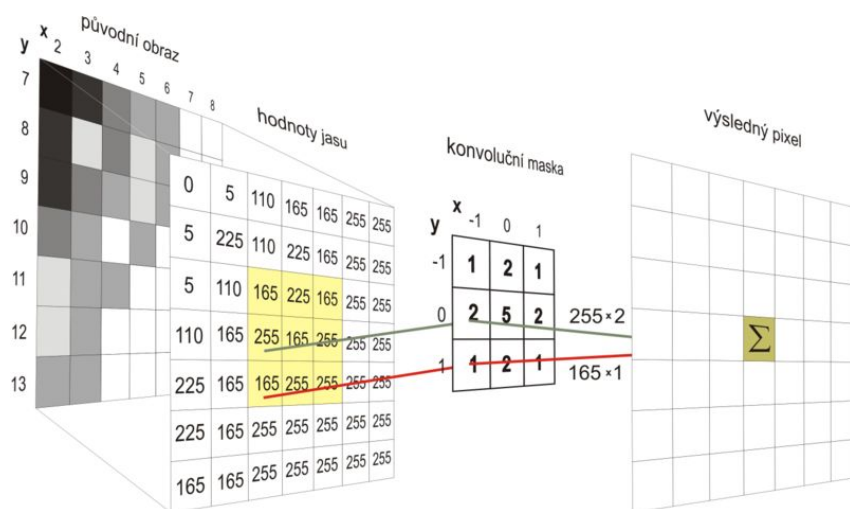 původní obraz
x 2 3 4 5 6 7 8
y
7
8
9
10
11
12
13
hodnoty jasu
0 5 110 165 165 255 255
5 225 110 225 165 255 255
5 110 165 225 165 255 255
110 165 255 165 255 255 255
225 165 165 255 255 255 255
225 165 255 255 255 255 255
165 165 255 255 255 255 255
konvoluční maska
x
-1 0 1
y
-1 1 2 1
0 2 5 2
1 1 2 1
255×2
165×1
výsledný pixel
Σ